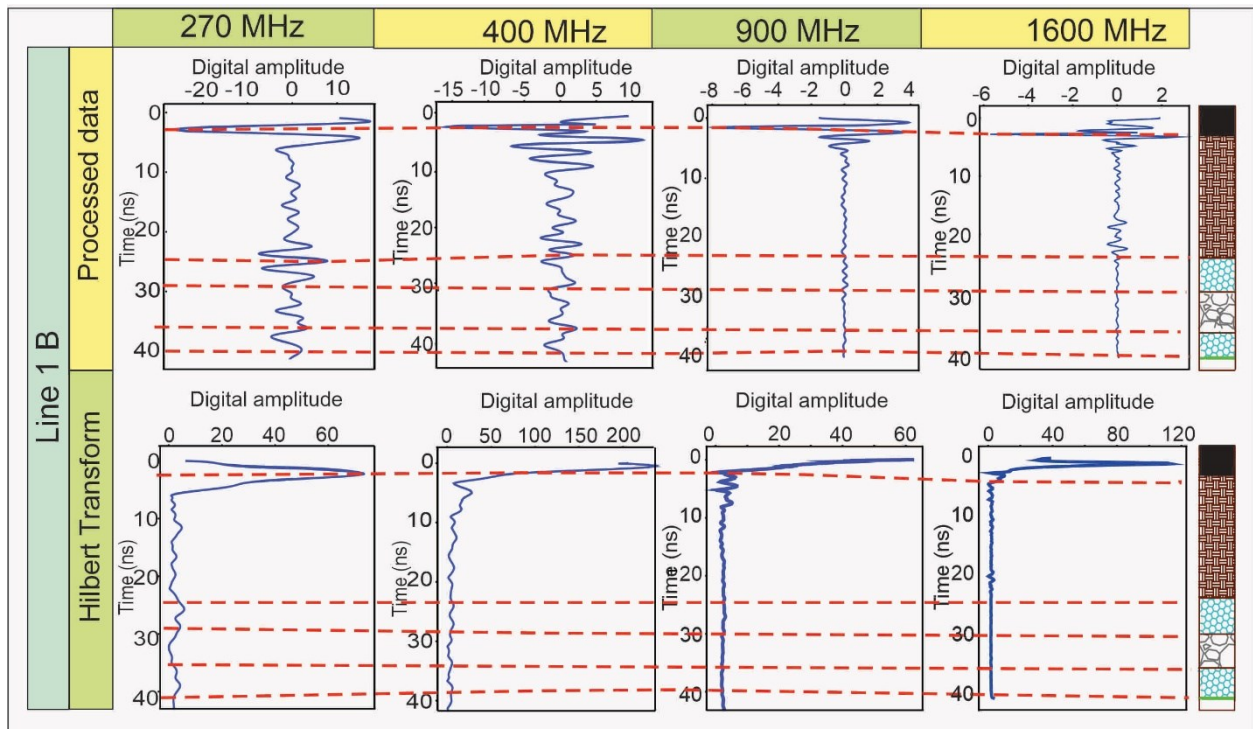 270 MHz 400 MHz 900 MHz 1600 MHz
Line 1 B
Processed data
Digital amplitude
-20 -10 0 10
Time (ns)
0
10
20
30
40
Digital amplitude
-15 -10 -5 0 5 10
Time (ns)
0
10
20
30
40
Digital amplitude
-8 -6 -4 -2 0 2 4
Time (ns)
0
10
20
30
40
Digital amplitude
-6 -4 -2 0 2
Time (ns)
0
10
20
30
40
Hilbert Transform
Digital amplitude
0 20 40 60
Time (ns)
0
10
20
30
40
Digital amplitude
0 50 100 200
Time (ns)
0
10
20
30
40
Digital amplitude
0 20 40 60
Time (ns)
0
10
20
30
40
Digital amplitude
0 40 80 120
Time (ns)
0
10
20
30
40